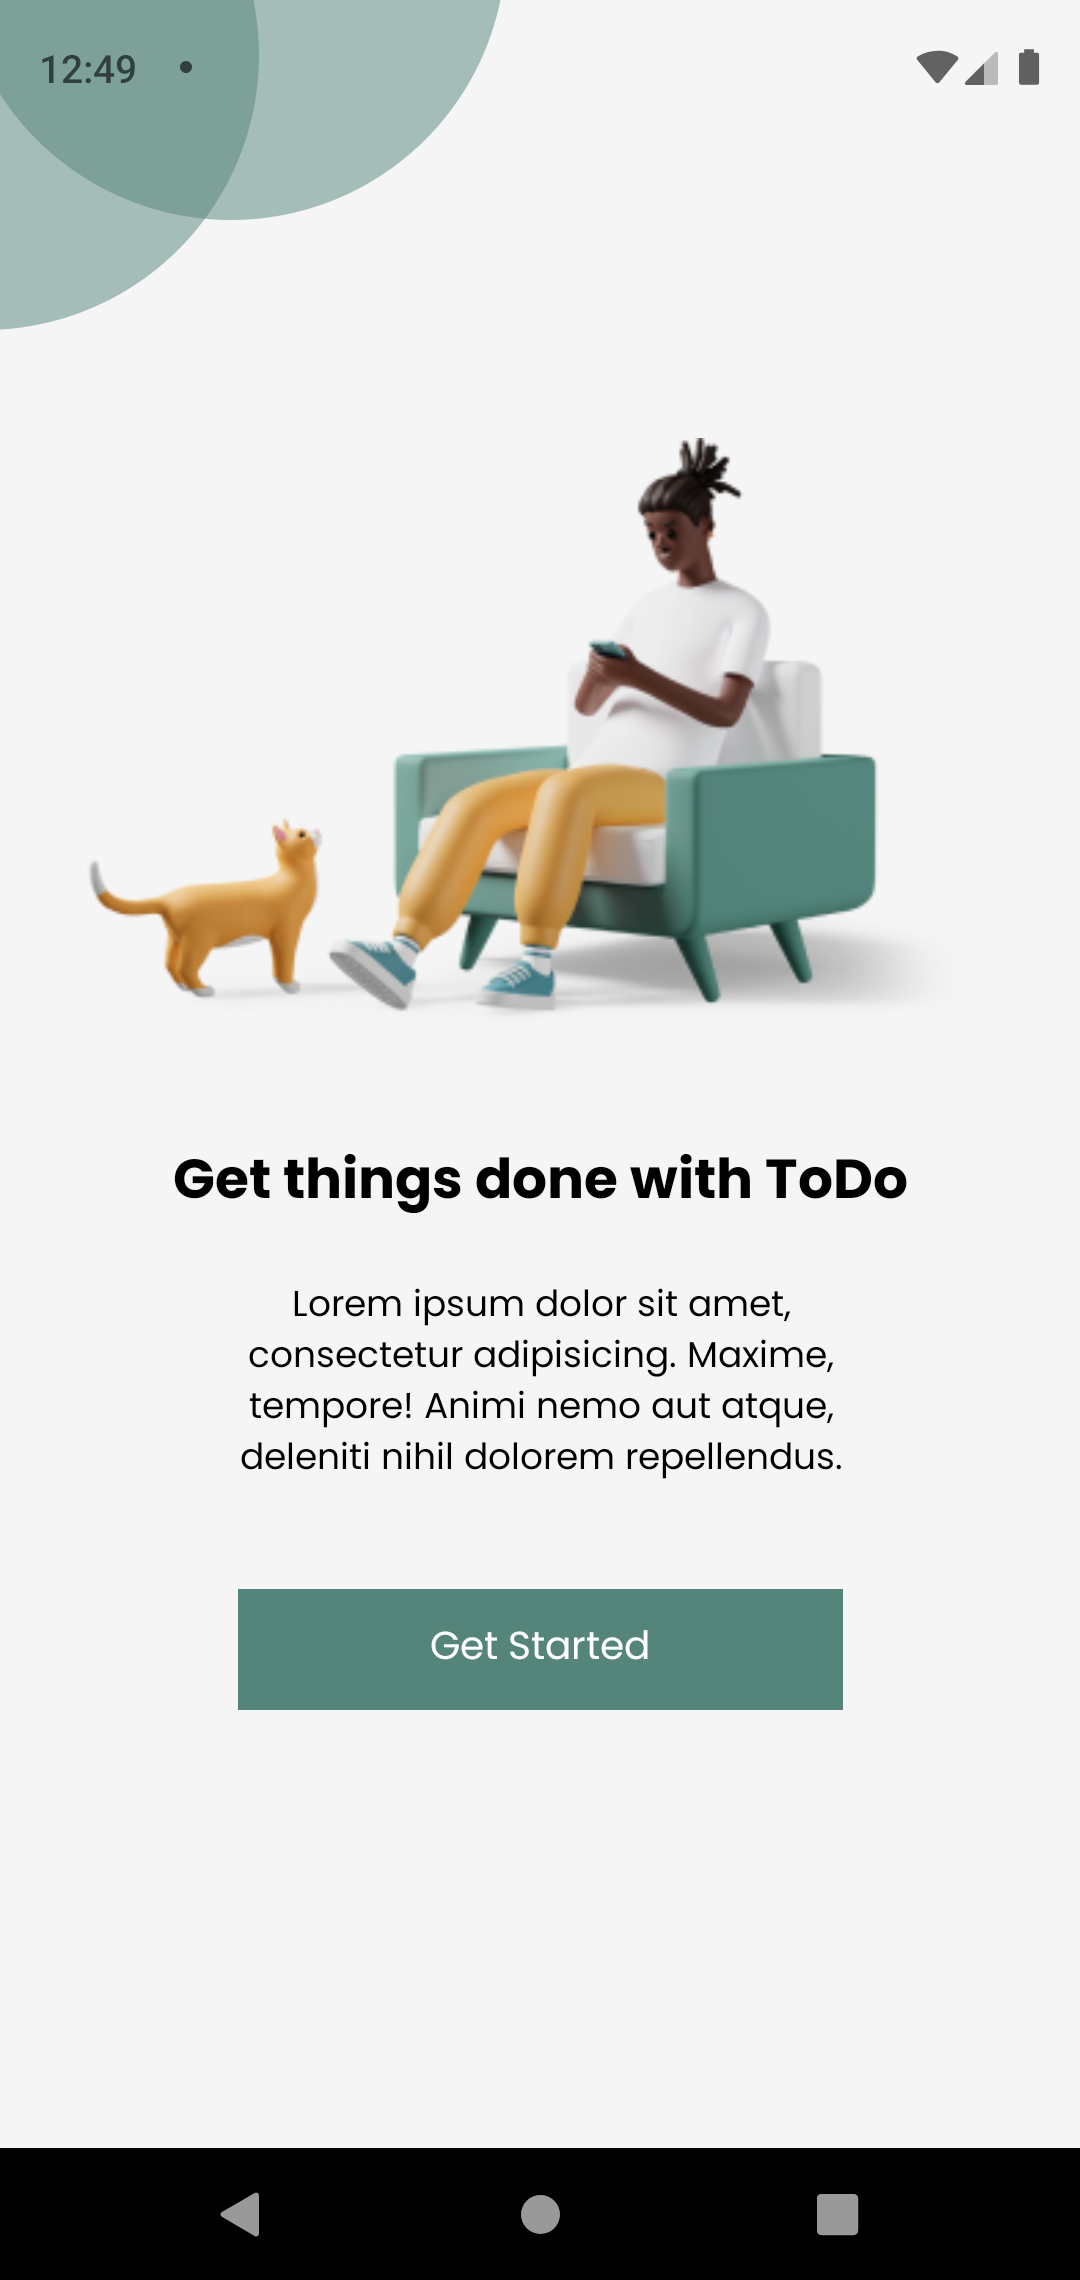 12:49
Get things done with ToDo
Lorem ipsum dolor sit amet,
consectetur adipisicing. Maxime,
tempore! Animi nemo aut atque,
deleniti nihil dolorem repellendus.
Get Started